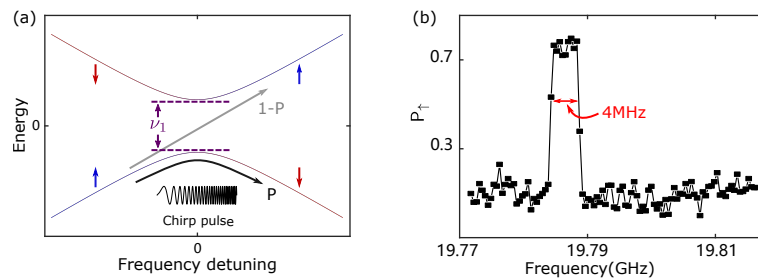 (a)
Energy
0
ν₁
1-P
P
Chirp pulse
0
Frequency detuning
(b)
P↑
0.7
0.3
4MHz
19.77
19.79
19.81
Frequency(GHz)